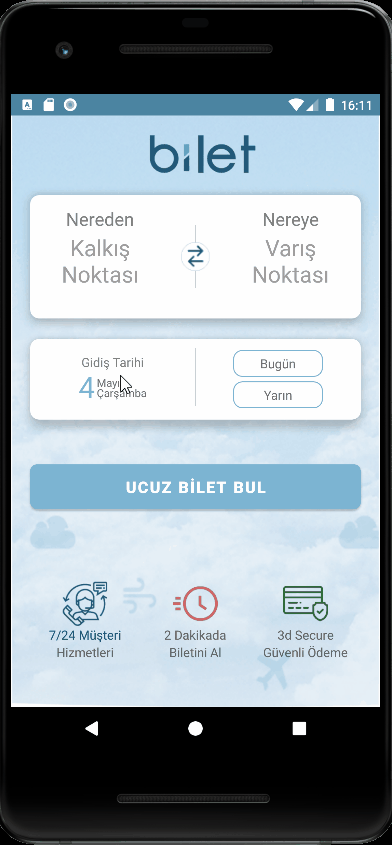 16:11
bilet
Nereden
Nereye
Kalkış
Noktası
Varış
Noktası
Gidiş Tarihi
4
Çarşamba
Bugün
Yarın
UCUZ BİLET BUL
7/24 Müşteri
Hizmetleri
2 Dakikada
Biletini Al
3d Secure
Güvenli Ödeme